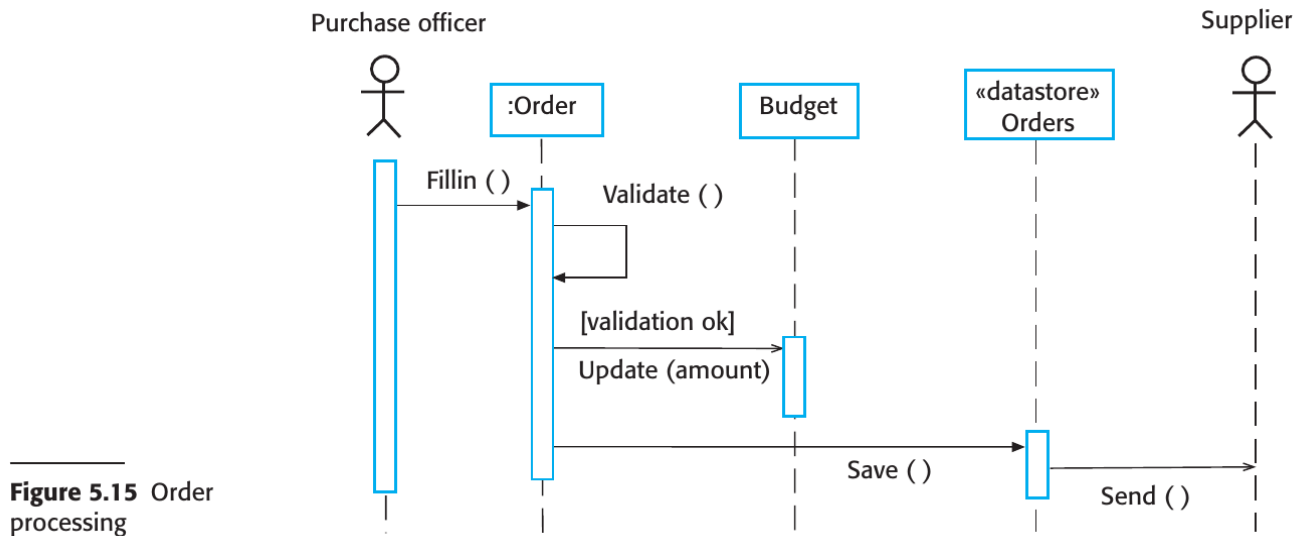 Purchase officer
Supplier
:Order
Budget
«datastore»
Orders
Fillin ( )
Validate ( )
[validation ok]
Update (amount)
Save ( )
Send ( )
Figure 5.15 Order
processing